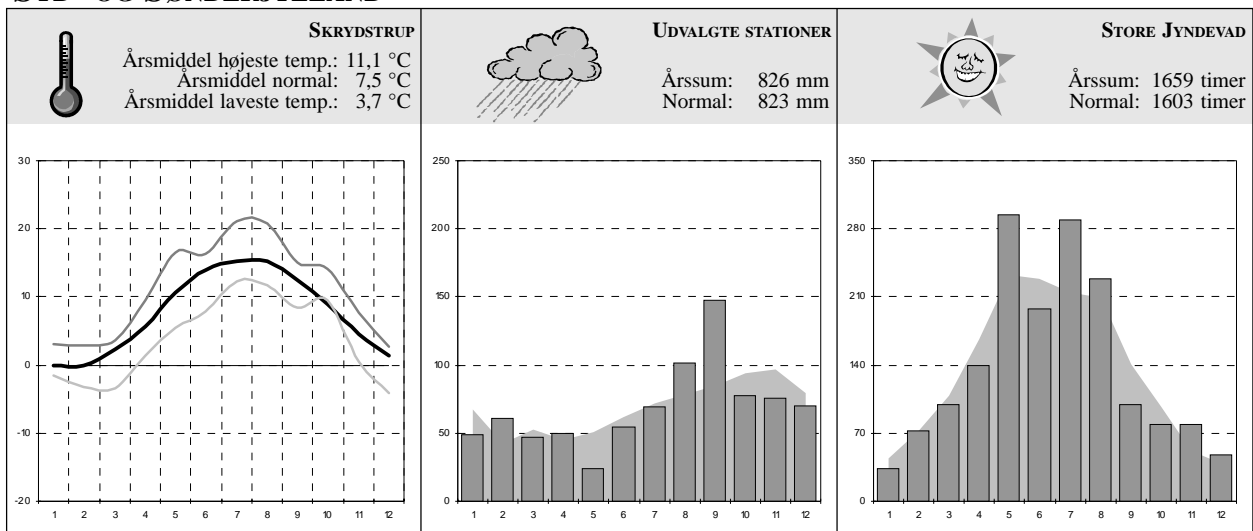 SYD- OG SØNDERJYLLAND
SKRYDSTRUP
Årsmiddel højeste temp.: 11,1 °C
Årsmiddel normal: 7,5 °C
Årsmiddel laveste temp.: 3,7 °C
30
20
10
0
-10
-20
1 2 3 4 5 6 7 8 9 10 11 12
UDVALGTE STATIONER
Årssum: 826 mm
Normal: 823 mm
250
200
150
100
50
0
1 2 3 4 5 6 7 8 9 10 11 12
STORE JYNDEVAD
Årssum: 1659 timer
Normal: 1603 timer
350
280
210
140
70
0
1 2 3 4 5 6 7 8 9 10 11 12